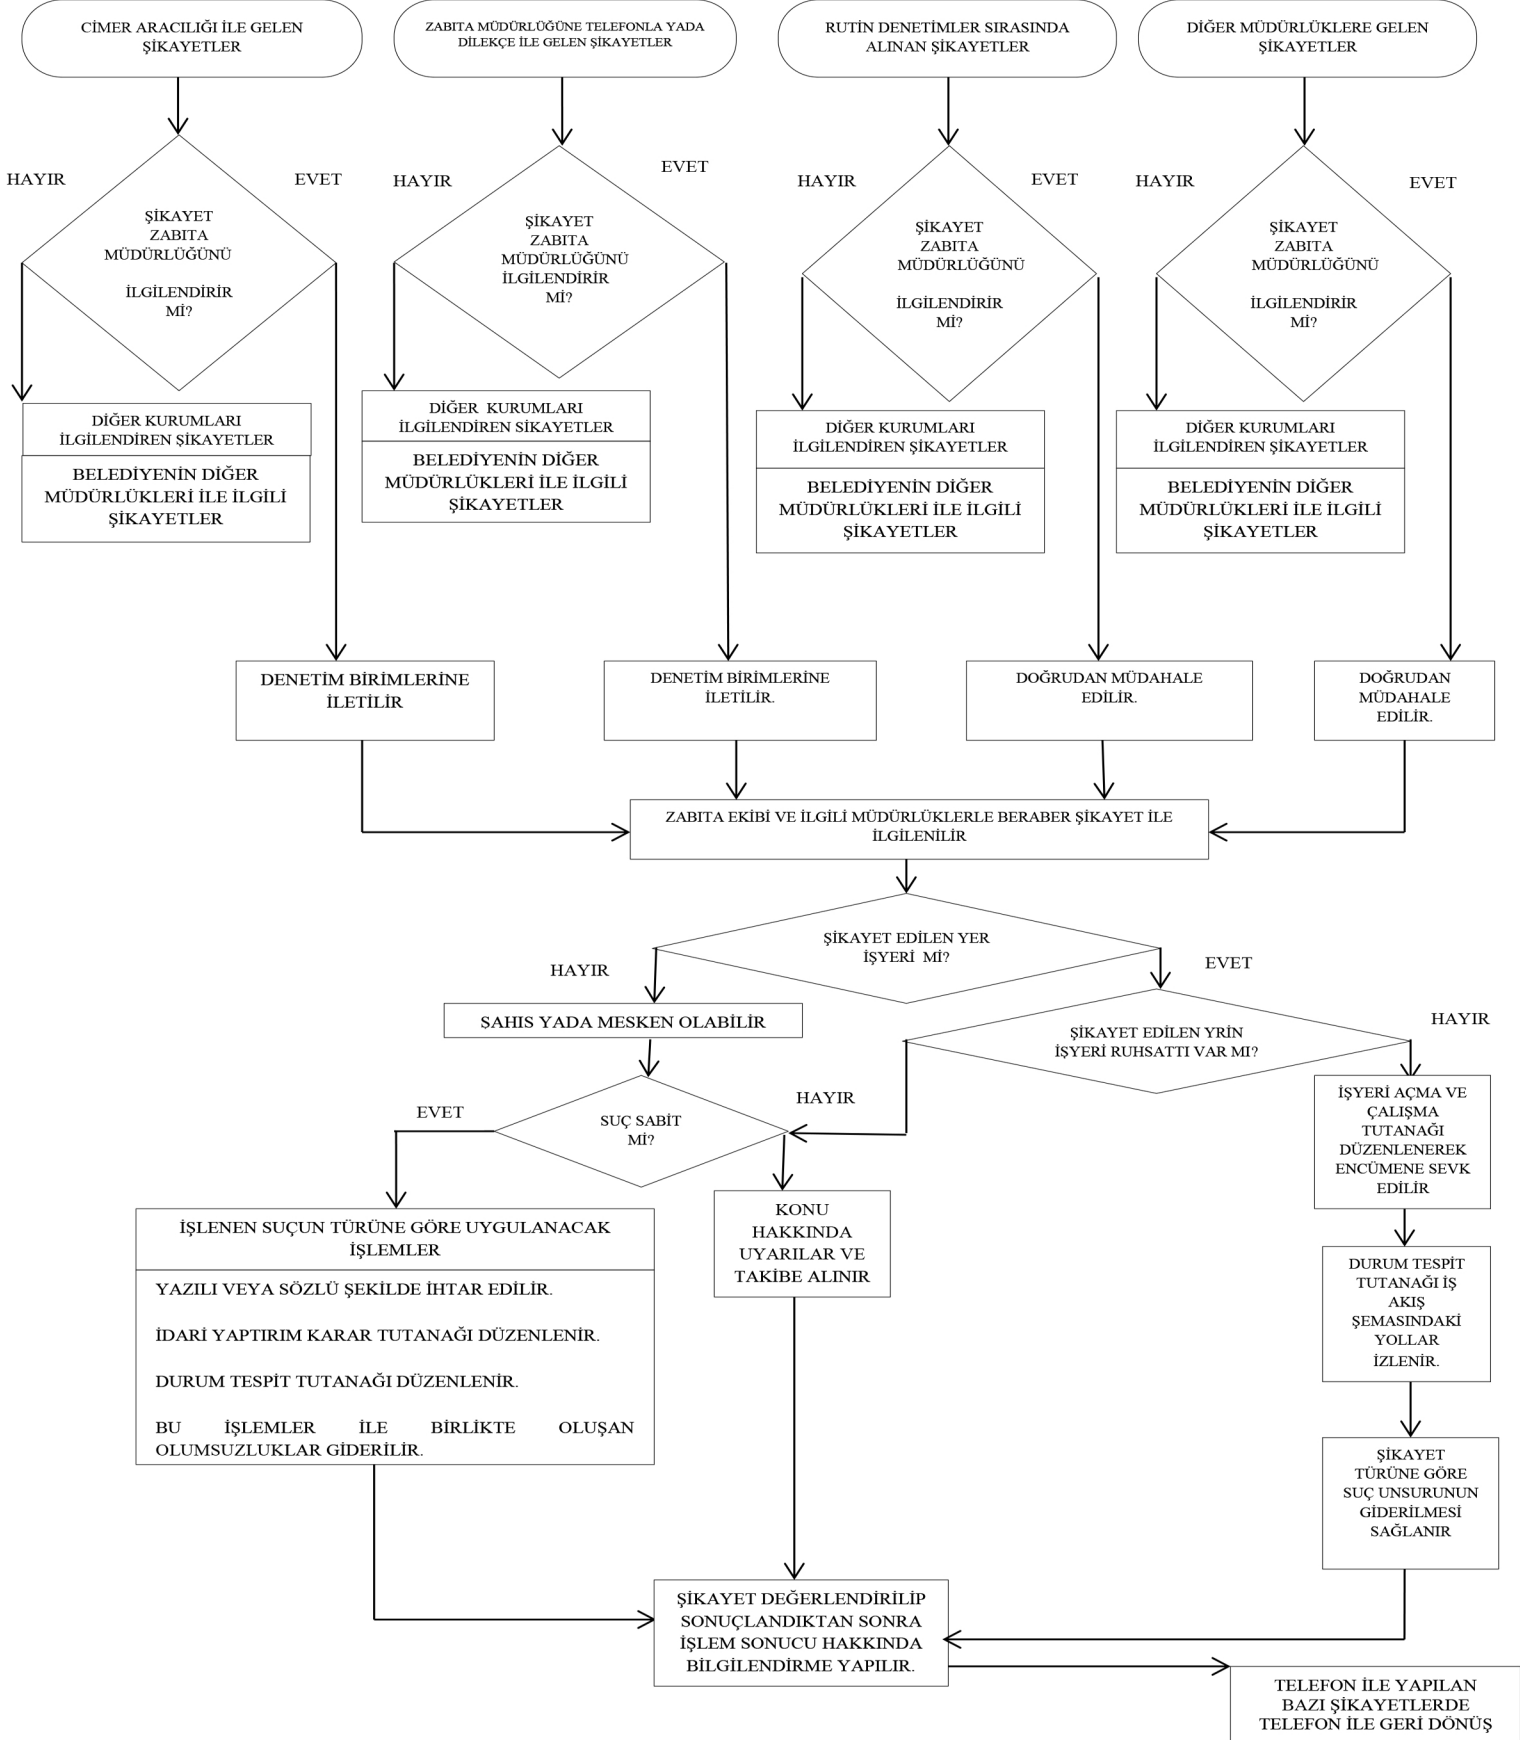 CİMER ARACILIĞI İLE GELEN
ŞİKAYETLER
ZABITA MÜDÜRLÜĞÜNE TELEFONLA YADA
DİLEKÇE İLE GELEN ŞİKAYETLER
RUTİN DENETİMLER SIRASINDA
ALINAN ŞİKAYETLER
DİĞER MÜDÜRLÜKLERE GELEN
ŞİKAYETLER
HAYIR
EVET
ŞİKAYET
ZABITA
MÜDÜRLÜĞÜNÜ
İLGİLENDİRİR
Mİ?
HAYIR
EVET
ŞİKAYET
ZABITA
MÜDÜRLÜĞÜNÜ
İLGİLENDİRİR
Mİ?
HAYIR
EVET
ŞİKAYET
ZABITA
MÜDÜRLÜĞÜNÜ
İLGİLENDİRİR
Mİ?
HAYIR
EVET
ŞİKAYET
ZABITA
MÜDÜRLÜĞÜNÜ
İLGİLENDİRİR
Mİ?
DİĞER KURUMLARI
İLGİLENDİREN ŞİKAYETLER
BELEDİYENİN DİĞER
MÜDÜRLÜKLERİ İLE İLGİLİ
ŞİKAYETLER
DİĞER KURUMLARI
İLGİLENDİREN SİKAYETLER
BELEDİYENİN DİĞER
MÜDÜRLÜKLERİ İLE İLGİLİ
ŞİKAYETLER
DİĞER KURUMLARI
İLGİLENDİREN ŞİKAYETLER
BELEDİYENİN DİĞER
MÜDÜRLÜKLERİ İLE İLGİLİ
ŞİKAYETLER
DİĞER KURUMLARI
İLGİLENDİREN ŞİKAYETLER
BELEDİYENİN DİĞER
MÜDÜRLÜKLERİ İLE İLGİLİ
ŞİKAYETLER
DENETİM BİRİMLERİNE
İLETİLİR
DENETİM BİRİMLERİNE
İLETİLİR.
DOĞRUDAN MÜDAHALE
EDİLİR.
DOĞRUDAN
MÜDAHALE
EDİLİR.
ZABITA EKİBİ VE İLGİLİ MÜDÜRLÜKLERLE BERABER ŞİKAYET İLE
İLGİLENİLİR
ŞİKAYET EDİLEN YER
İŞYERİ Mİ?
HAYIR
EVET
SAHIS YADA MESKEN OLABİLİR
ŞİKAYET EDİLEN YRİN
İŞYERİ RUHSATTI VAR MI?
HAYIR
EVET
SUÇ SABİT
Mİ?
HAYIR
İŞYERİ AÇMA VE
ÇALIŞMA
TUTANAĞI
DÜZENLENEREK
ENCÜMENE SEVK
EDİLİR
KONU
HAKKINDA
UYARILAR VE
TAKİBE ALINIR
İŞLENEN SUÇUN TÜRÜNE GÖRE UYGULANACAK
İŞLEMLER
YAZILI VEYA SÖZLÜ ŞEKİLDE İHTAR EDİLİR.
İDARİ YAPTIRIM KARAR TUTANAĞI DÜZENLENİR.
DURUM TESPİT TUTANAĞI DÜZENLENİR.
BU İŞLEMLER İLE BİRLİKTE OLUŞAN
OLUMSUZLUKLAR GİDERİLİR.
DURUM TESPİT
TUTANAĞI İŞ
AKIŞ
ŞEMASINDAKİ
YOLLAR
İZLENİR.
ŞİKAYET
TÜRÜNE GÖRE
SUÇ UNSURUNUN
GİDERİLMESİ
SAĞLANIR
ŞİKAYET DEĞERLENDİRİLİP
SONUÇLANDIKTAN SONRA
İŞLEM SONUCU HAKKINDA
BİLGİLENDİRME YAPILIR.
TELEFON İLE YAPILAN
BAZI ŞİKAYETLERDE
TELEFON İLE GERİ DÖNÜŞ